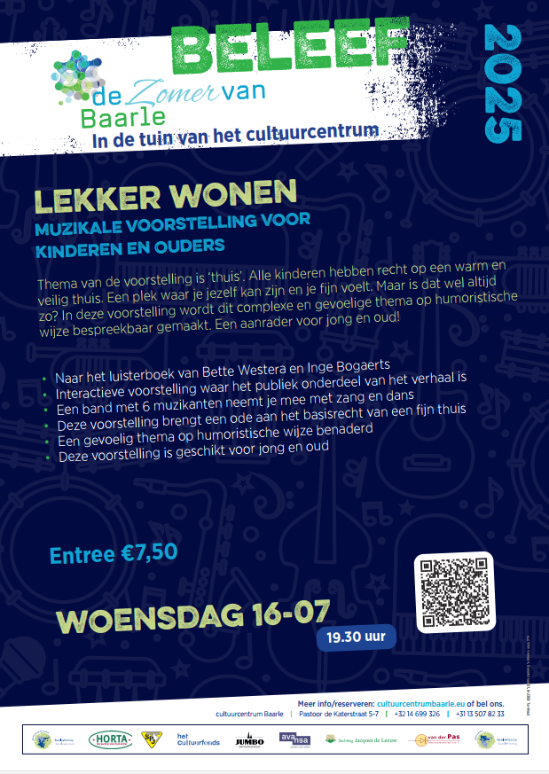 BELEEF
2025
de Zomer van
Baarle
In de tuin van het cultuurcentrum
LEKKER WONEN
MUZIKALE VOORSTELLING VOOR
KINDEREN EN OUDERS
Thema van de voorstelling is 'thuis'. Alle kinderen hebben recht op een warm en
veilig thuis. Een plek waar je jezelf kan zijn en je fijn voelt. Maar is dat wel altijd
zo? In deze voorstelling wordt dit complexe en gevoelige thema op humoristische
wijze bespreekbaar gemaakt. Een aanrader voor jong en oud!
• Naar het luisterboek van Bette Westera en Inge Bogaerts
• Interactieve voorstelling waar het publiek onderdeel van het verhaal is
• Een band met 6 muzikanten neemt je mee met zang en dans
• Deze voorstelling brengt een ode aan het basisrecht van een fijn thuis
• Een gevoelig thema op humoristische wijze benaderd
• Deze voorstelling is geschikt voor jong en oud
Entree €7,50
WOENSDAG 16-07
19.30 uur
Meer info/reserveren: cultuurcentrumbaarle.eu of bel ons.
cultuurcentrum Baarle | Pastoor de Katerstraat 5-7 | +32 14 699 326 | +31 13 507 82 33
HORTA
het
Cultuurfonds
JUMBO
avansa
Stichting Jacques de Leeuw
van der Pas